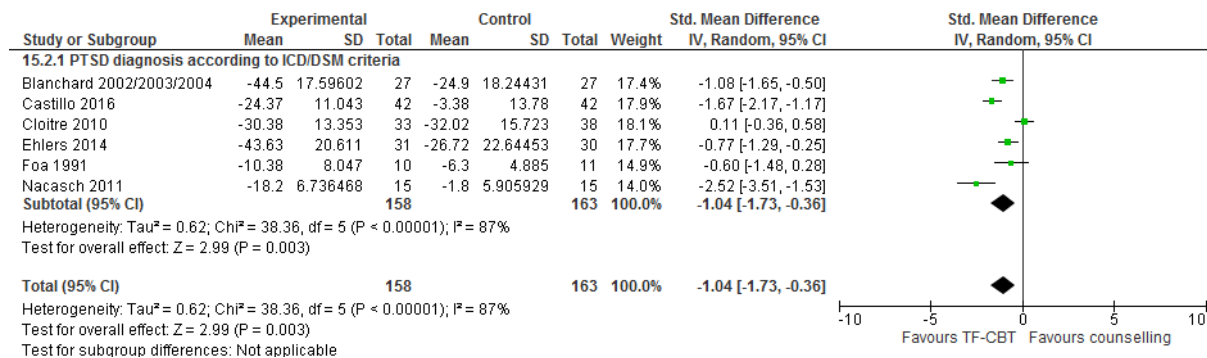 Experimental Control Std. Mean Difference Std. Mean Difference
Study or Subgroup Mean SD Total Mean SD Total Weight IV, Random, 95% CI IV, Random, 95% CI
15.2.1 PTSD diagnosis according to ICD/DSM criteria
Blanchard 2002/2003/2004 -44.5 17.59602 27 -24.9 18.24431 27 17.4% -1.08 [-1.65, -0.50]
Castillo 2016 -24.37 11.043 42 -3.38 13.78 42 17.9% -1.67 [-2.17, -1.17]
Cloitre 2010 -30.38 13.353 33 -32.02 15.723 38 18.1% 0.11 [-0.36, 0.58]
Ehlers 2014 -43.63 20.611 31 -26.72 22.64453 30 17.7% -0.77 [-1.29, -0.25]
Foa 1991 -10.38 8.047 10 -6.3 4.885 11 14.9% -0.60 [-1.48, 0.28]
Nacasch 2011 -18.2 6.736468 15 -1.8 5.905929 15 14.0% -2.52 [-3.51, -1.53]
Subtotal (95% CI) 158 163 100.0% -1.04 [-1.73, -0.36]
Heterogeneity: Tau² = 0.62; Chi² = 38.36, df = 5 (P < 0.00001); I² = 87%
Test for overall effect: Z = 2.99 (P = 0.003)
Total (95% CI) 158 163 100.0% -1.04 [-1.73, -0.36]
Heterogeneity: Tau² = 0.62; Chi² = 38.36, df = 5 (P < 0.00001); I² = 87%
Test for overall effect: Z = 2.99 (P = 0.003)
Test for subgroup differences: Not applicable
-10 -5 0 5 10
Favours TF-CBT Favours counselling